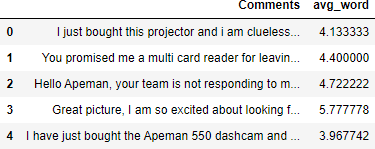 Comments avg_word
0 I just bought this projector and i am clueless... 4.133333
1 You promised me a multi card reader for leavin... 4.400000
2 Hello Apeman, your team is not responding to m... 4.722222
3 Great picture, I am so excited about looking f... 5.777778
4 I have just bought the Apeman 550 dashcam and ... 3.967742